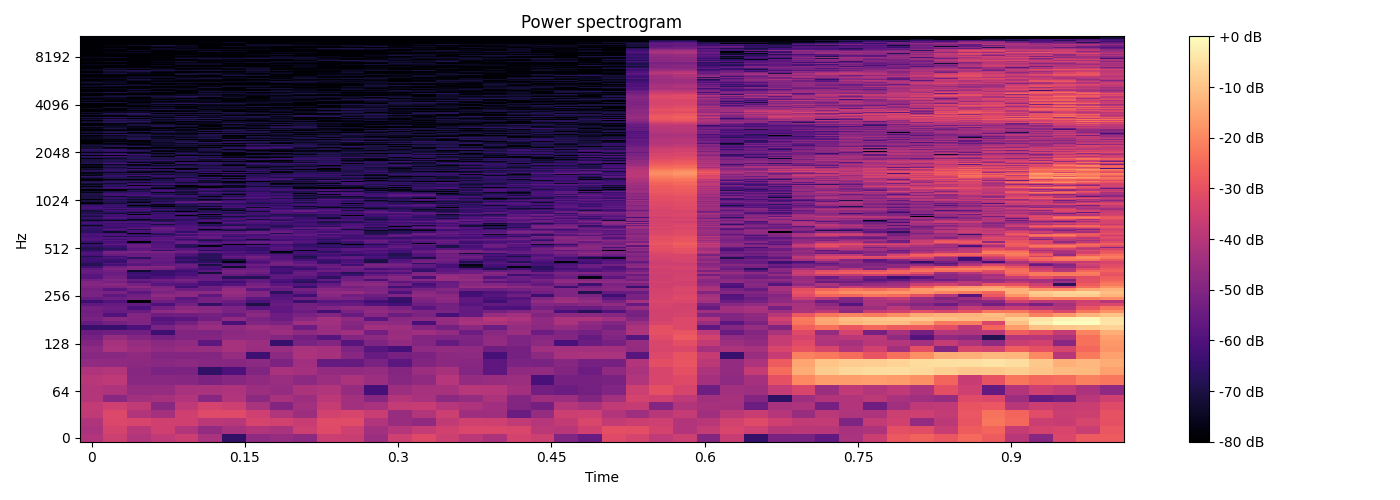 Power spectrogram
8192
4096
2048
1024
512
256
128
64
0
Hz
0 0.15 0.3 0.45 0.6 0.75 0.9
Time
+0 dB
-10 dB
-20 dB
-30 dB
-40 dB
-50 dB
-60 dB
-70 dB
-80 dB